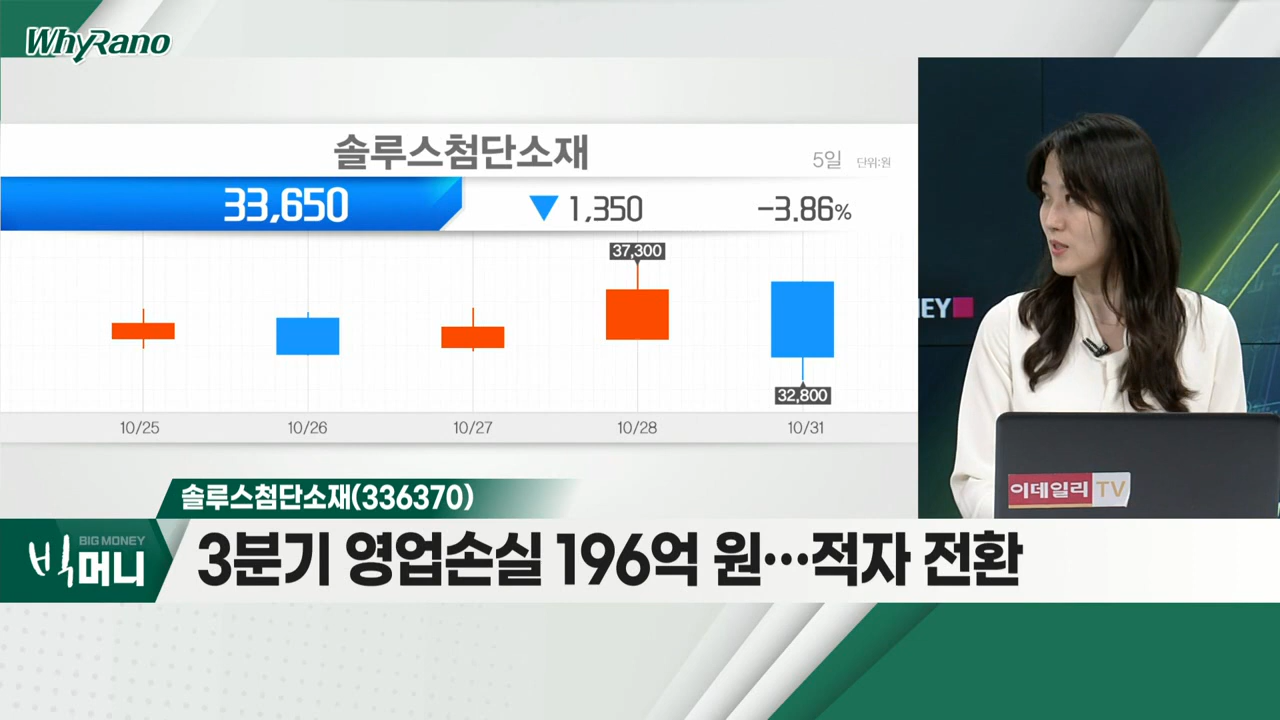 WhyRano
솔루스첨단소재
5일 단위:원
33,650 ▼ 1,350 -3.86%
37,300
32,800
10/25 10/26 10/27 10/28 10/31
EY
이데일리 TV
솔루스첨단소재(336370)
BIG MONEY
빅머니
3분기 영업손실 196억 원…적자 전환